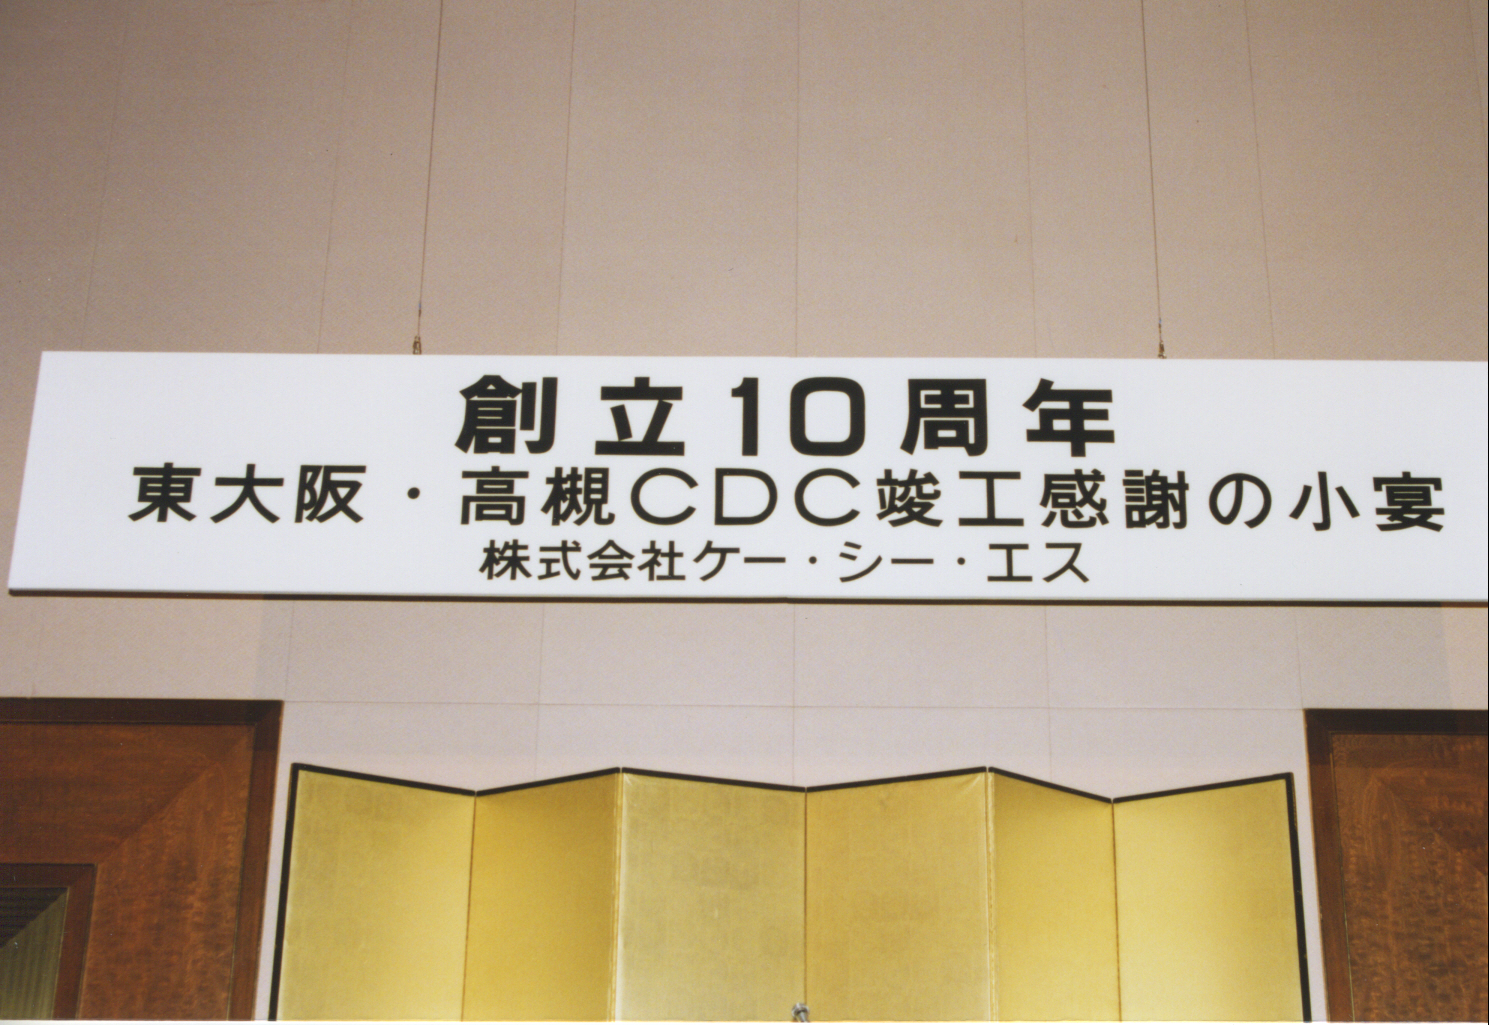 創立10周年
東大阪・高槻CDC竣工感謝の小宴
株式会社ケー・シー・エス